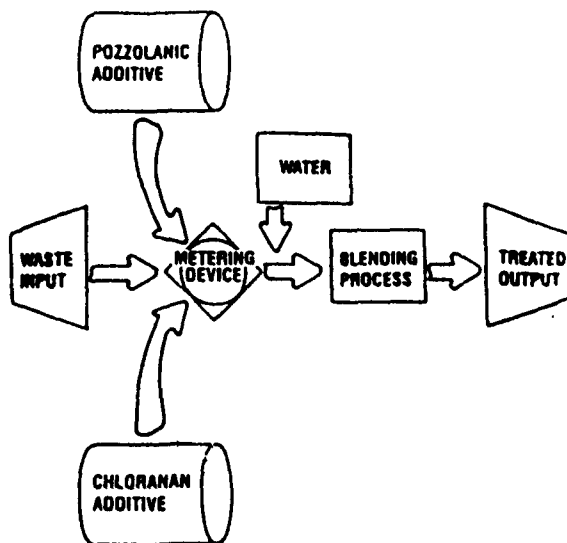 POZZOLANIC
ADDITIVE
WATER
WASTE
INPUT
METERING
DEVICE
BLENDING
PROCESS
TREATED
OUTPUT
CHLORANAN
ADDITIVE